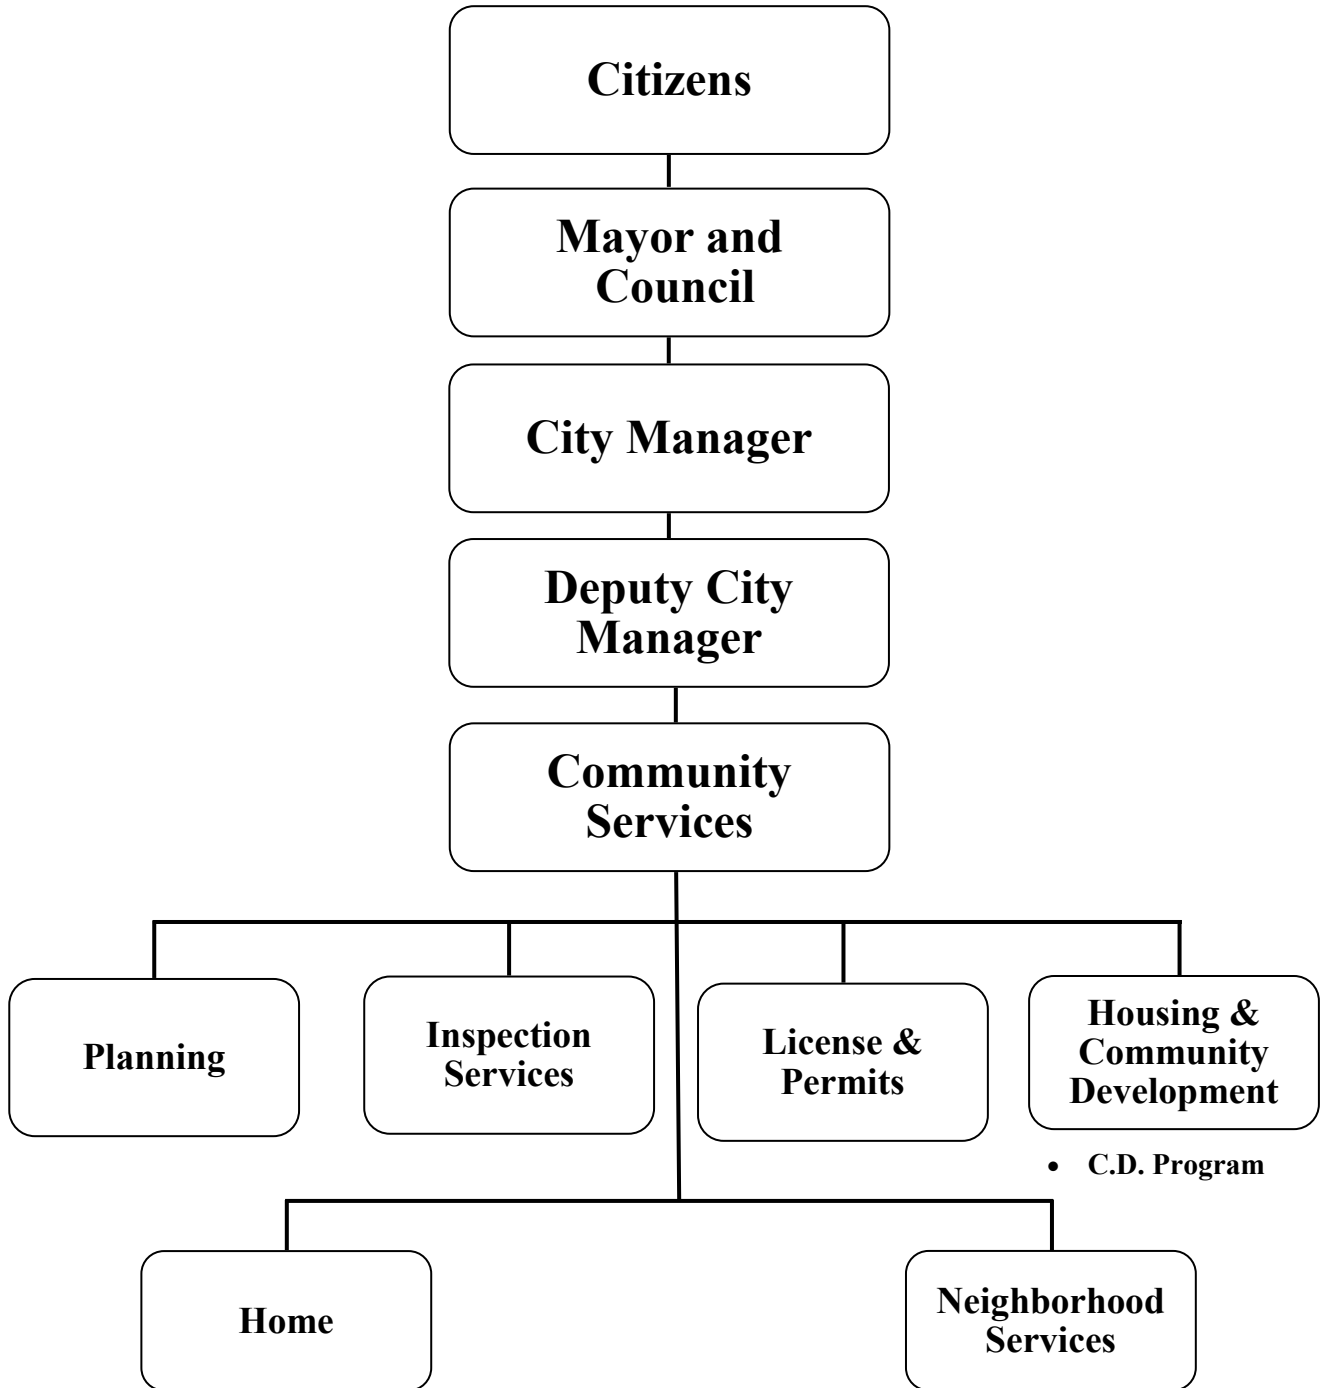 Citizens
Mayor and
Council
City Manager
Deputy City
Manager
Community
Services
Planning
Inspection
Services
License &
Permits
Housing &
Community
Development
• C.D. Program
Home
Neighborhood
Services